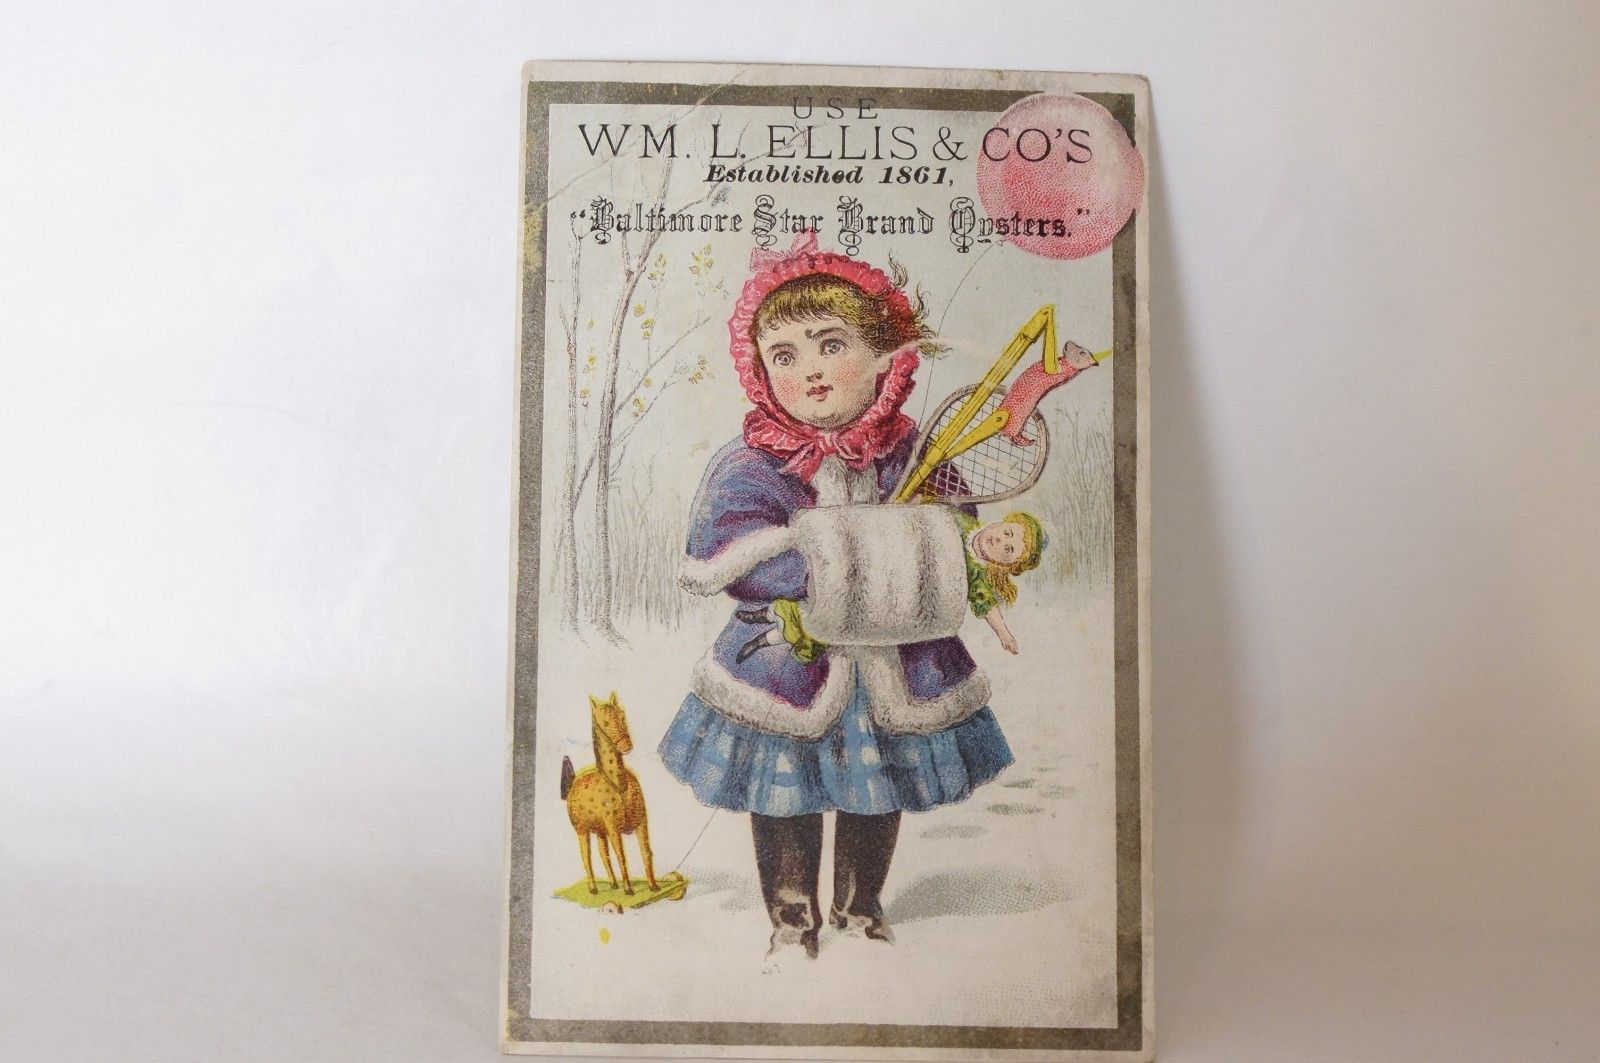 USE
WM. L. ELLIS & CO'S
Established 1861,
"Baltimore Star Brand Oysters."